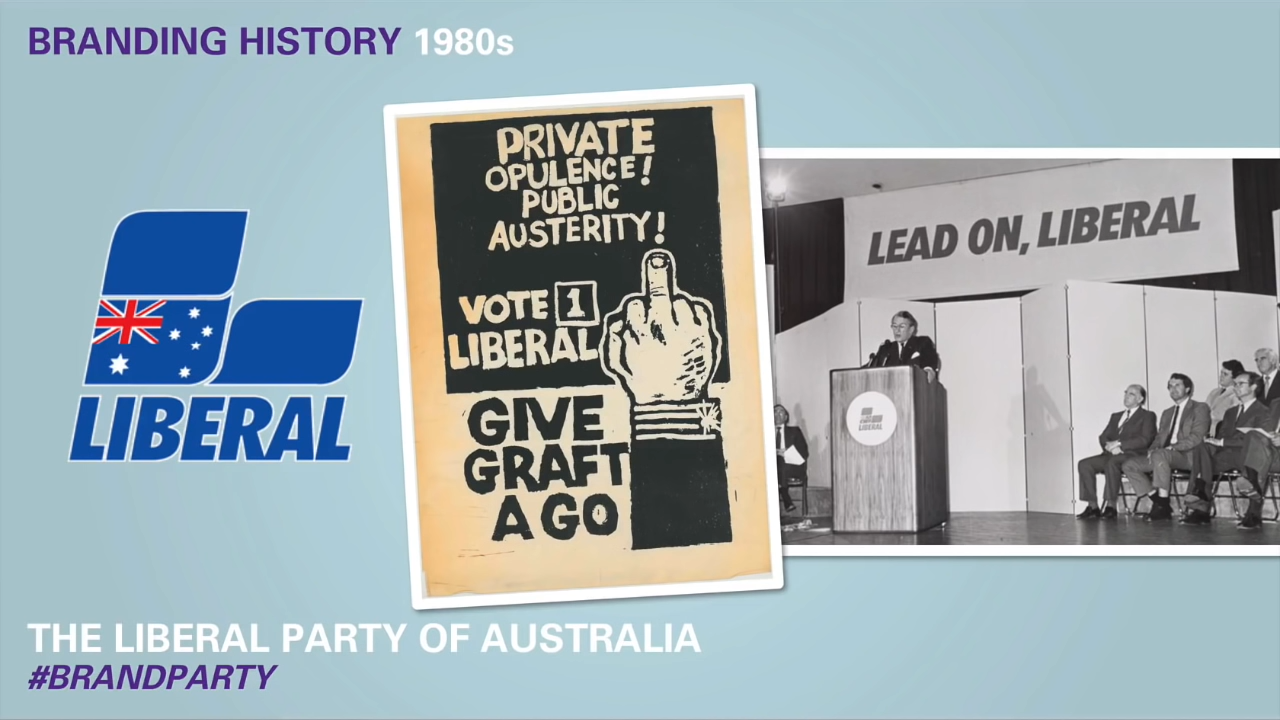 BRANDING HISTORY 1980s
LIBERAL
PRIVATE
OPULENCE!
PUBLIC
AUSTERITY!
VOTE 1
LIBERAL
GIVE
GRAFT
A GO
LEAD ON, LIBERAL
LIBERAL
THE LIBERAL PARTY OF AUSTRALIA
#BRANDPARTY